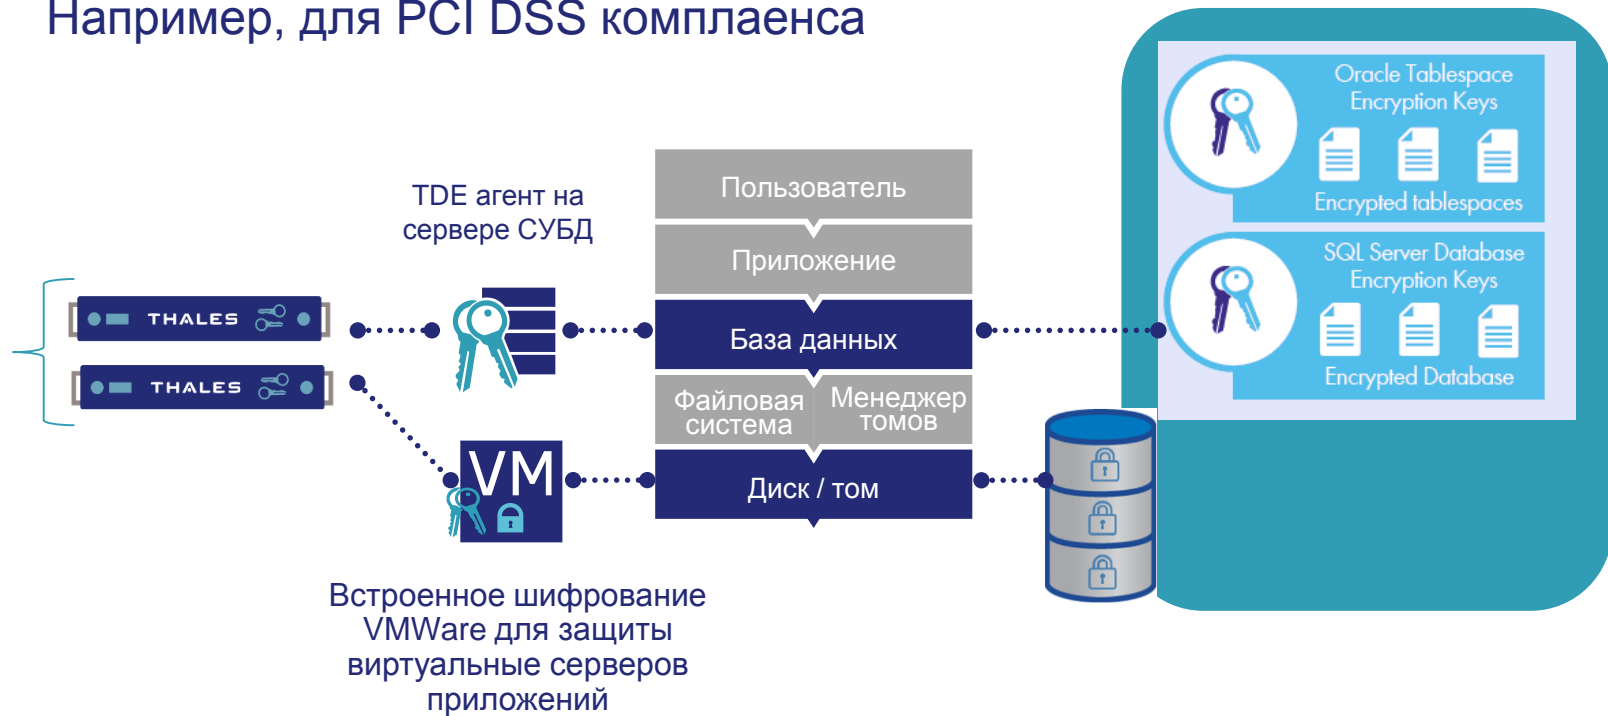 Например, для PCI DSS комплаенса
TDE агент на
сервере СУБД
THALES
THALES
VM
Встроенное шифрование
VMWare для защиты
виртуальные серверов
приложений
Пользователь
Приложение
База данных
Файловая
система
Менеджер
томов
Диск / том
Oracle Tablespace
Encryption Keys
Encrypted tablespaces
SQL Server Database
Encryption Keys
Encrypted Database